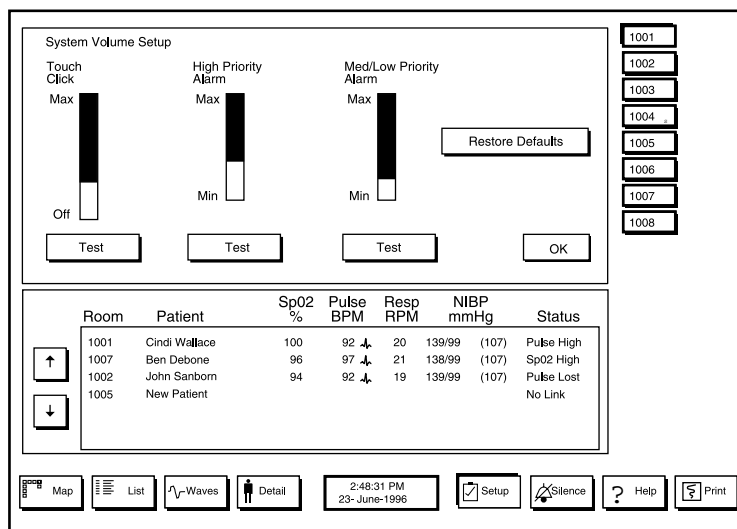 System Volume Setup
Touch Click
High Priority Alarm
Med/Low Priority Alarm
Max
Max
Max
Off
Min
Min
Restore Defaults
Test
Test
Test
OK
1001
1002
1003
1004
1005
1006
1007
1008
Room Patient Sp02 % Pulse BPM Resp RPM NIBP mmHg Status
1001 Cindi Wallace 100 92 20 139/99 (107) Pulse High
1007 Ben Debone 96 97 21 138/99 (107) Sp02 High
1002 John Sanborn 94 92 19 139/99 (107) Pulse Lost
1005 New Patient No Link
Map
List
Waves
Detail
2:48:31 PM
23- June-1996
Setup
Silence
? Help
Print